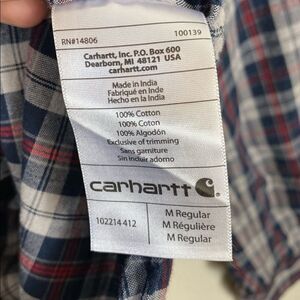 RN#14806 100139
Carhartt, Inc. P.O. Box 600
Dearborn, MI 48121 USA
carhartt.com
Made in India
Fabriqué en Inde
Hecho en la India
100% Cotton
100% Cotton
100% Algodón
Exclusive of trimming
Sans garniture
Sin incluir adorno
carhartt
102214 412
M Regular
M Régulière
M Regular